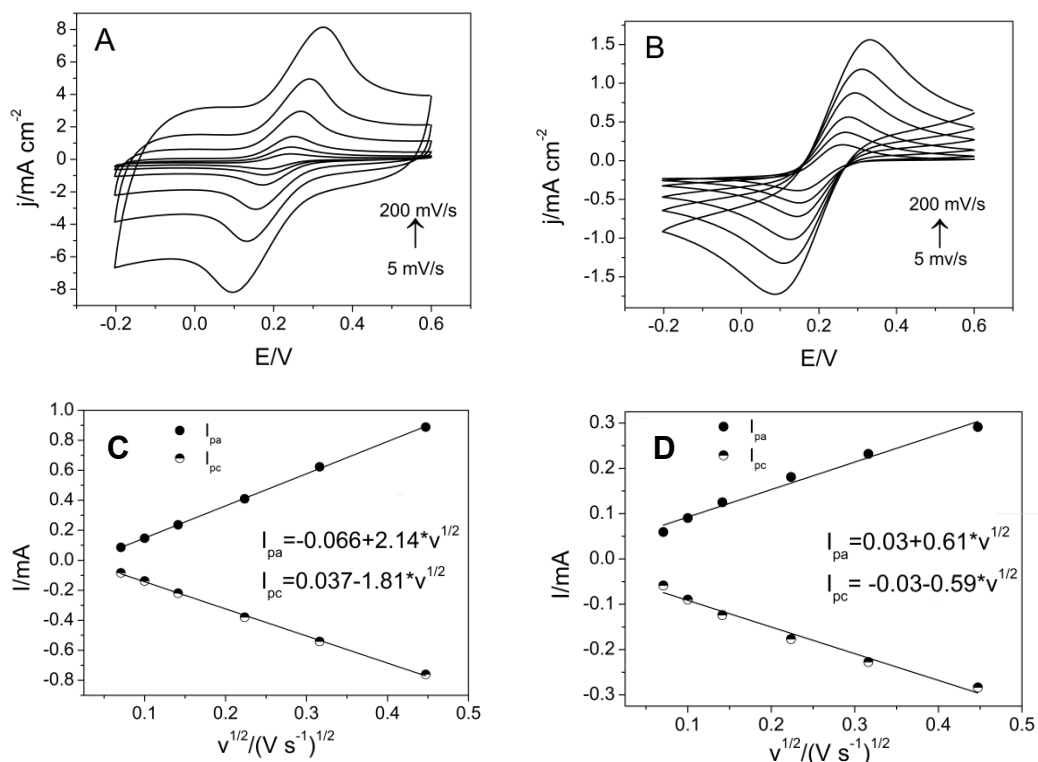 A
j/mA cm-2
8
6
4
2
0
-2
-4
-6
-8
200 mV/s
5 mV/s
-0.2 0.0 0.2 0.4 0.6
E/V
B
j/mA cm-2
1.5
1.0
0.5
0.0
-0.5
-1.0
-1.5
200 mV/s
5 mv/s
-0.2 0.0 0.2 0.4 0.6
E/V
C
I/mA
1.0
0.8
0.6
0.4
0.2
0.0
-0.2
-0.4
-0.6
-0.8
Ipa
Ipc
Ipa=-0.066+2.14*v1/2
Ipc=0.037-1.81*v1/2
0.1 0.2 0.3 0.4 0.5
v1/2/(V s-1)1/2
D
I/mA
0.3
0.2
0.1
0.0
-0.1
-0.2
-0.3
Ipa
Ipc
Ipa=0.03+0.61*v1/2
Ipc= -0.03-0.59*v1/2
0.1 0.2 0.3 0.4 0.5
v1/2/(V s-1)1/2